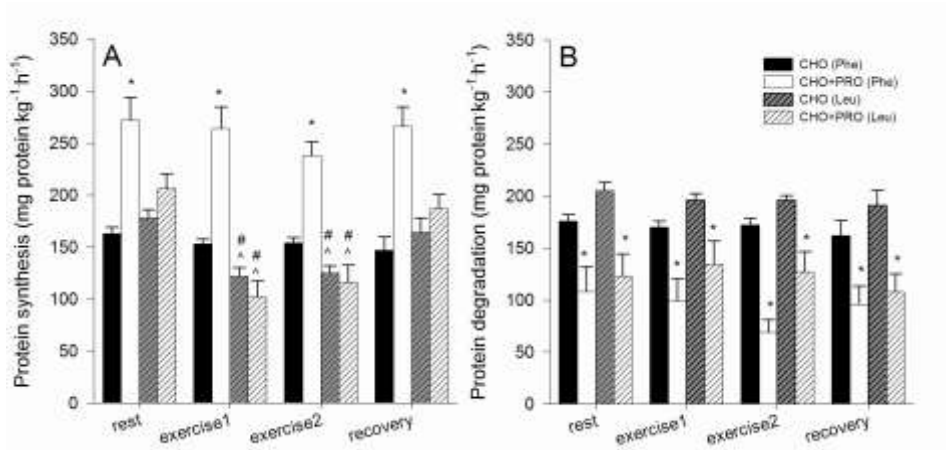 A
Protein synthesis (mg protein·kg⁻¹·h⁻¹)
350
300
250
200
150
100
50
0
* * * *
# ^ # ^ # ^ # ^
rest exercise1 exercise2 recovery
B
Protein degradation (mg protein·kg⁻¹·h⁻¹)
350
300
250
200
150
100
50
0
CHO (Phe)
CHO+PRO (Phe)
CHO (Leu)
CHO+PRO (Leu)
* * * * * * * *
rest exercise1 exercise2 recovery